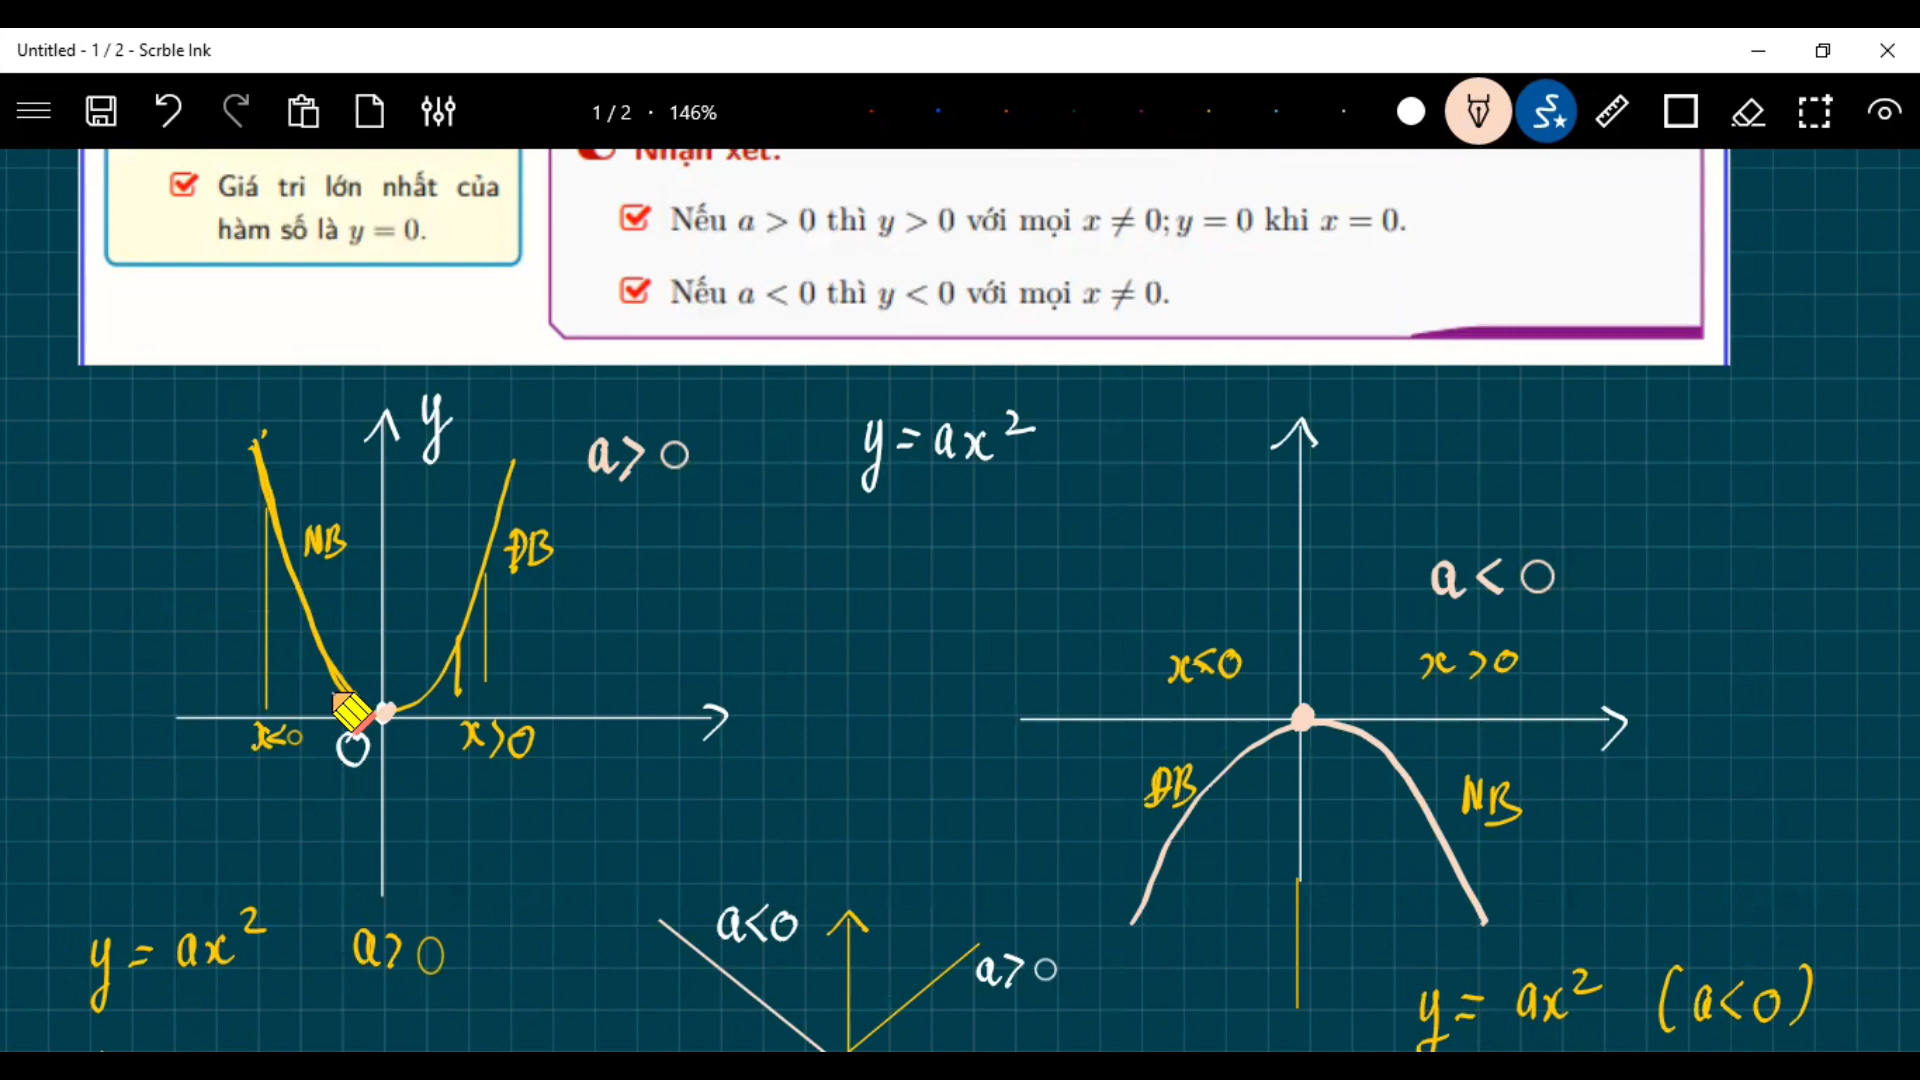 Untitled - 1 / 2 - Scrble Ink
1 / 2 · 146%
Giá tri lớn nhất của
hàm số là y = 0.
Nhận xét.
Nếu a > 0 thì y > 0 với mọi x ≠ 0; y = 0 khi x = 0.
Nếu a < 0 thì y < 0 với mọi x ≠ 0.
y
a > 0
y = ax²
NB
ĐB
a < 0
x < 0
x > 0
x < 0
O
x > 0
ĐB
NB
y = ax² a > 0
a < 0
a > 0
y = ax² (a < 0)